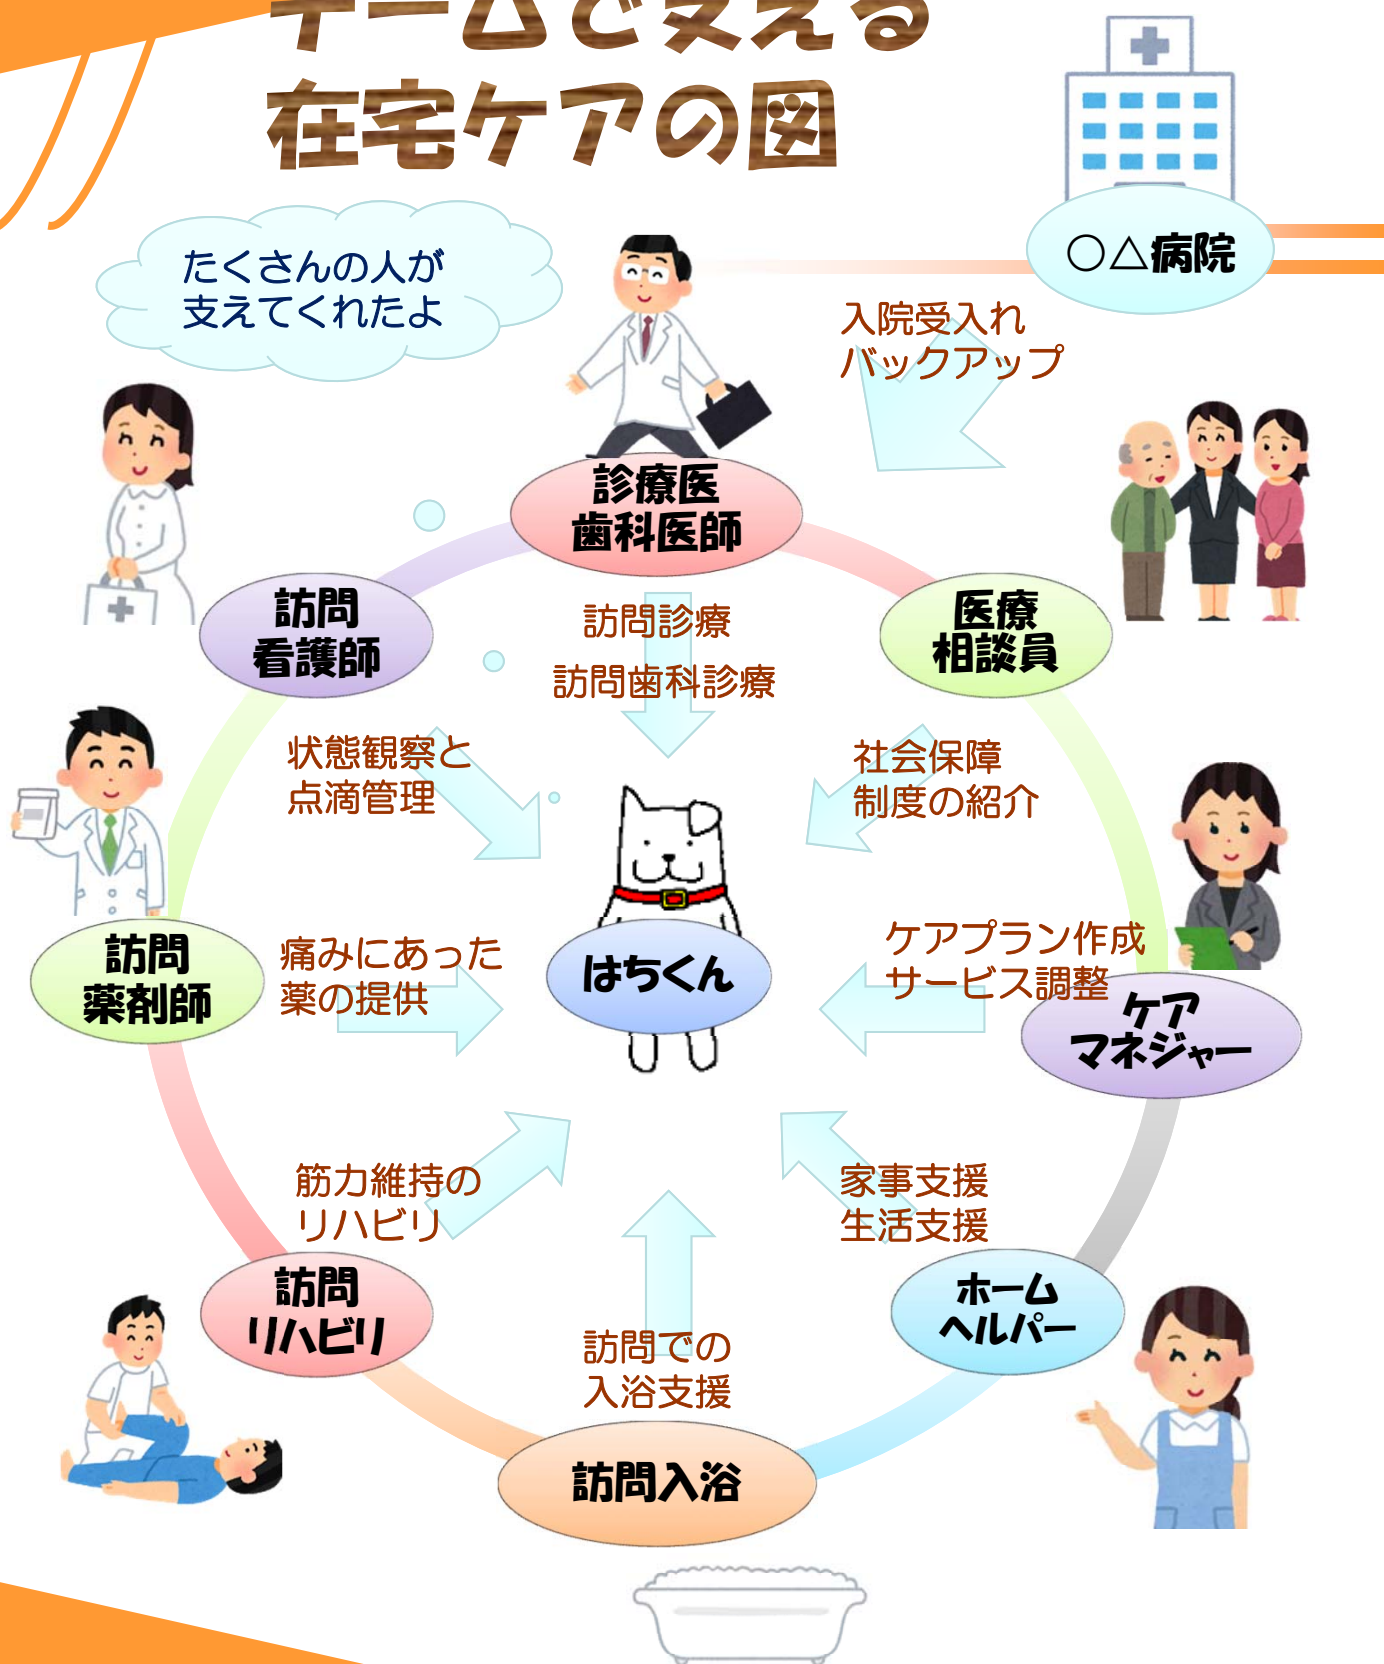 チームで支える
在宅ケアの図
〇△病院
たくさんの人が
支えてくれたよ
入院受入れ
バックアップ
診療医
歯科医師
訪問
看護師
医療
相談員
訪問診療
訪問歯科診療
状態観察と
点滴管理
社会保障
制度の紹介
ケアプラン作成
サービス調整
訪問
薬剤師
痛みにあった
薬の提供
はちくん
ケア
マネジャー
筋力維持の
リハビリ
家事支援
生活支援
訪問
リハビリ
ホーム
ヘルパー
訪問での
入浴支援
訪問入浴